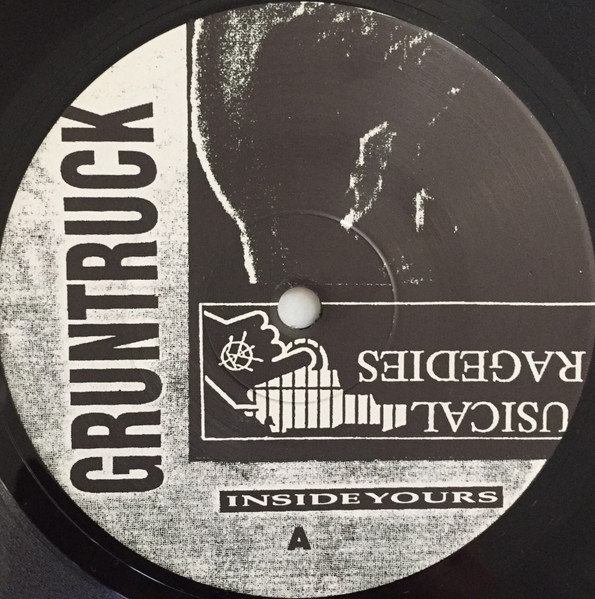 GRUNTRUCK
USICAL
RAGEDIES
INSIDE YOURS
A